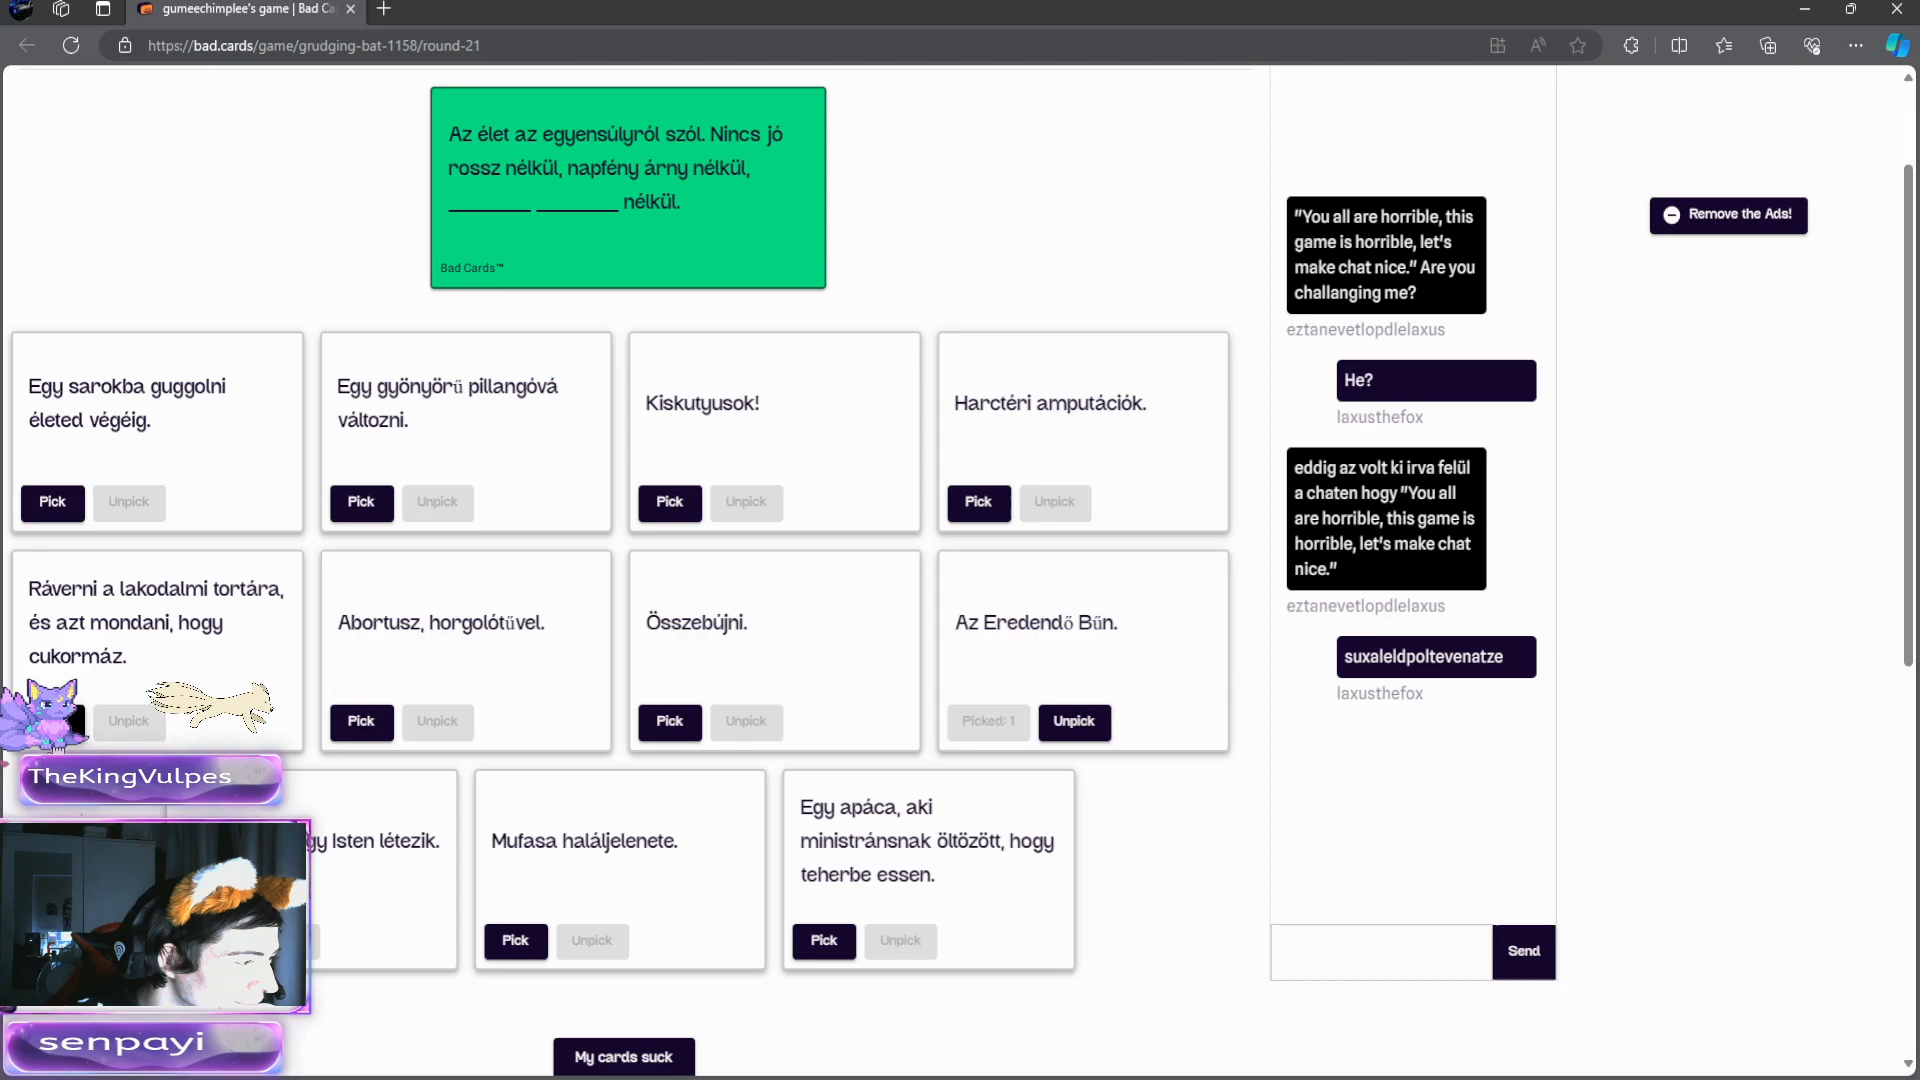 gumeechimplee's game | Bad Ca
https://bad.cards/game/grudging-bat-1158/round-21
Az élet az egyensúlyról szól. Nincs jó
rossz nélkül, napfény árny nélkül,
________ ________ nélkül.
Bad Cards™
Egy sarokba guggolni
életed végéig.
Pick
Unpick
Egy gyönyörű pillangóvá
változni.
Pick
Unpick
Kiskutyusok!
Pick
Unpick
Harctéri amputációk.
Pick
Unpick
Ráverni a lakodalmi tortára,
és azt mondani, hogy
cukormáz.
Unpick
Abortusz, horgolótűvel.
Pick
Unpick
Összebújni.
Pick
Unpick
Az Eredendő Bűn.
Picked: 1
Unpick
gy Isten létezik.
Mufasa haláljelenete.
Pick
Unpick
Egy apáca, aki
ministránsnak öltözött, hogy
teherbe essen.
Pick
Unpick
My cards suck
TheKingVulpes
senpayi
"You all are horrible, this
game is horrible, let's
make chat nice." Are you
challanging me?
eztanevetlopdlelaxus
He?
laxusthefox
eddig az volt ki irva felül
a chaten hogy "You all
are horrible, this game is
horrible, let's make chat
nice."
eztanevetlopdlelaxus
suxaleldpoltevenatze
laxusthefox
Send
Remove the Ads!